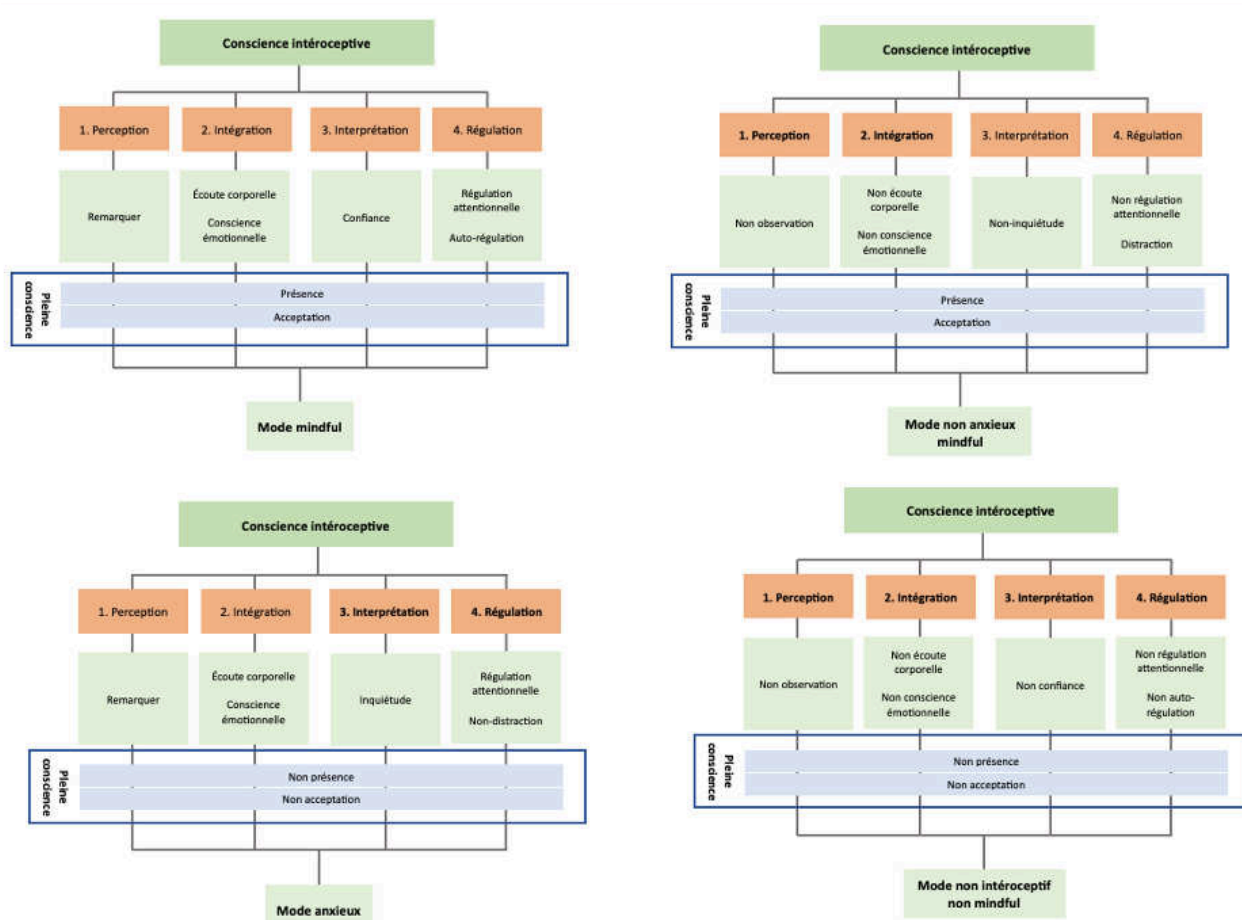 Conscience intéroceptive
1. Perception
2. Intégration
3. Interprétation
4. Régulation
Remarquer
Écoute corporelle
Conscience
émotionnelle
Confiance
Régulation
attentionnelle
Auto-régulation
Pleine
conscience
Présence
Acceptation
Mode mindful
Conscience intéroceptive
1. Perception
2. Intégration
3. Interprétation
4. Régulation
Non observation
Non écoute
corporelle
Non conscience
émotionnelle
Non-inquiétude
Non régulation
attentionnelle
Distraction
Pleine
conscience
Présence
Acceptation
Mode non anxieux
mindful
Conscience intéroceptive
1. Perception
2. Intégration
3. Interprétation
4. Régulation
Remarquer
Écoute corporelle
Conscience
émotionnelle
Inquiétude
Régulation
attentionnelle
Non-distraction
Pleine
conscience
Non présence
Non acceptation
Mode anxieux
Conscience intéroceptive
1. Perception
2. Intégration
3. Interprétation
4. Régulation
Non observation
Non écoute
corporelle
Non conscience
émotionnelle
Non confiance
Non régulation
attentionnelle
Non auto-
régulation
Pleine
conscience
Non présence
Non acceptation
Mode non intéroceptif
non mindful